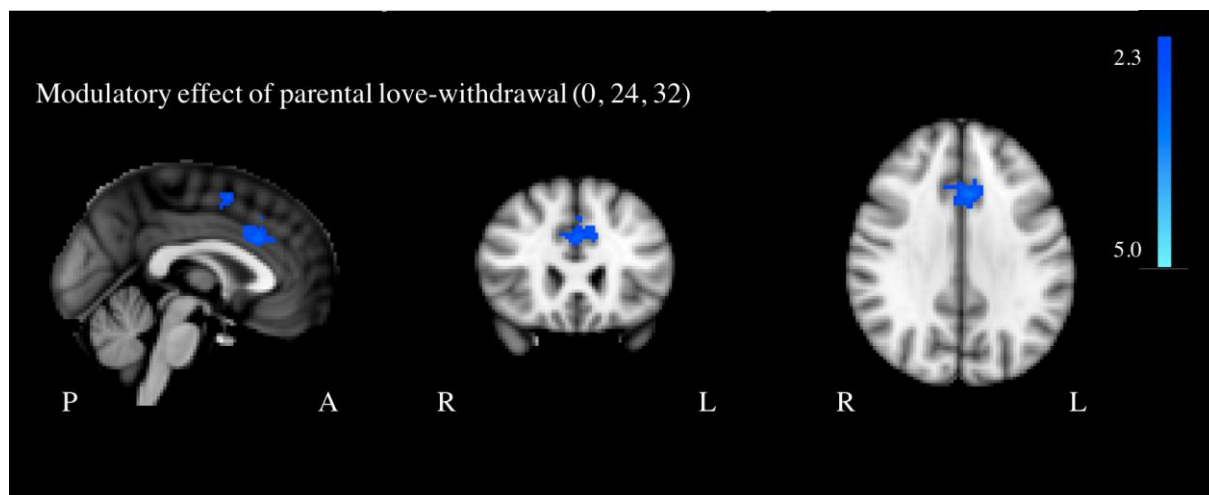 2.3
Modulatory effect of parental love-withdrawal (0, 24, 32)
5.0
P A R L R L